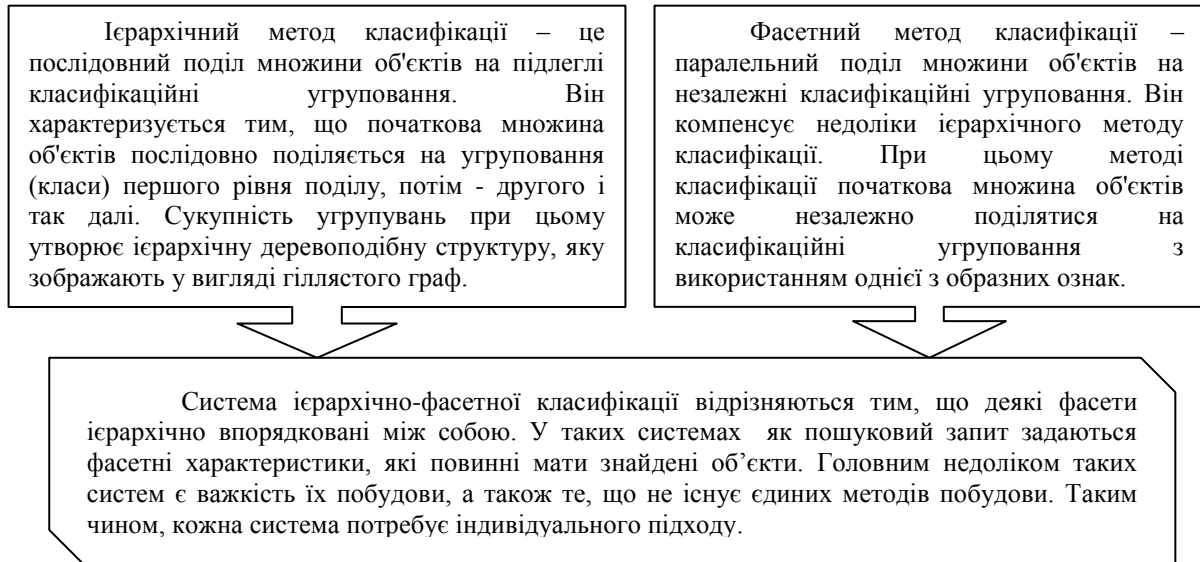 Ієрархічний метод класифікації – це
послідовний поділ множини об'єктів на підлеглі
класифікаційні угруповання. Він
характеризується тим, що початкова множина
об'єктів послідовно поділяється на угруповання
(класи) першого рівня поділу, потім - другого і
так далі. Сукупність угрупувань при цьому
утворює ієрархічну деревоподібну структуру, яку
зображають у вигляді гіллястого граф.
Фасетний метод класифікації –
паралельний поділ множини об'єктів на
незалежні класифікаційні угруповання. Він
компенсує недоліки ієрархічного методу
класифікації. При цьому методі
класифікації початкова множина об'єктів
може незалежно поділятися на
класифікаційні угруповання з
використанням однієї з образних ознак.
Система ієрархічно-фасетної класифікації відрізняються тим, що деякі фасети
ієрархічно впорядковані між собою. У таких системах як пошуковий запит задаються
фасетні характеристики, які повинні мати знайдені об’єкти. Головним недоліком таких
систем є важкість їх побудови, а також те, що не існує єдиних методів побудови. Таким
чином, кожна система потребує індивідуального підходу.